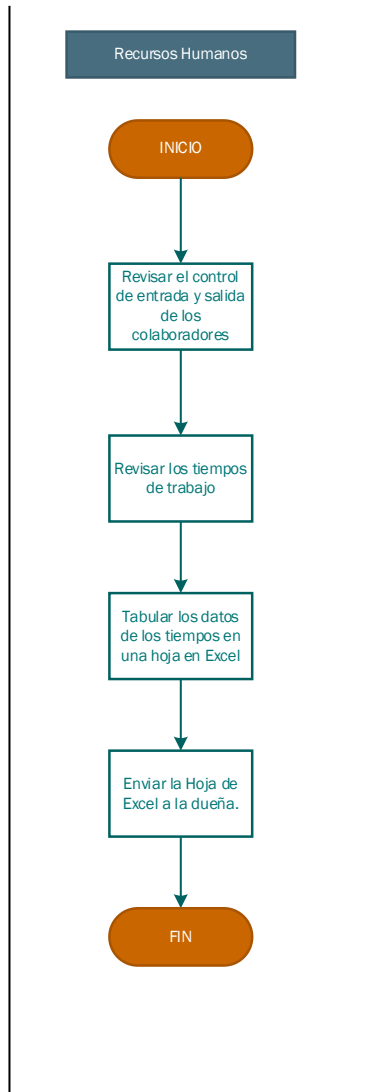 Recursos Humanos
INICIO
Revisar el control
de entrada y salida
de los
colaboradores
Revisar los tiempos
de trabajo
Tabular los datos
de los tiempos en
una hoja en Excel
Enviar la Hoja de
Excel a la dueña.
FIN